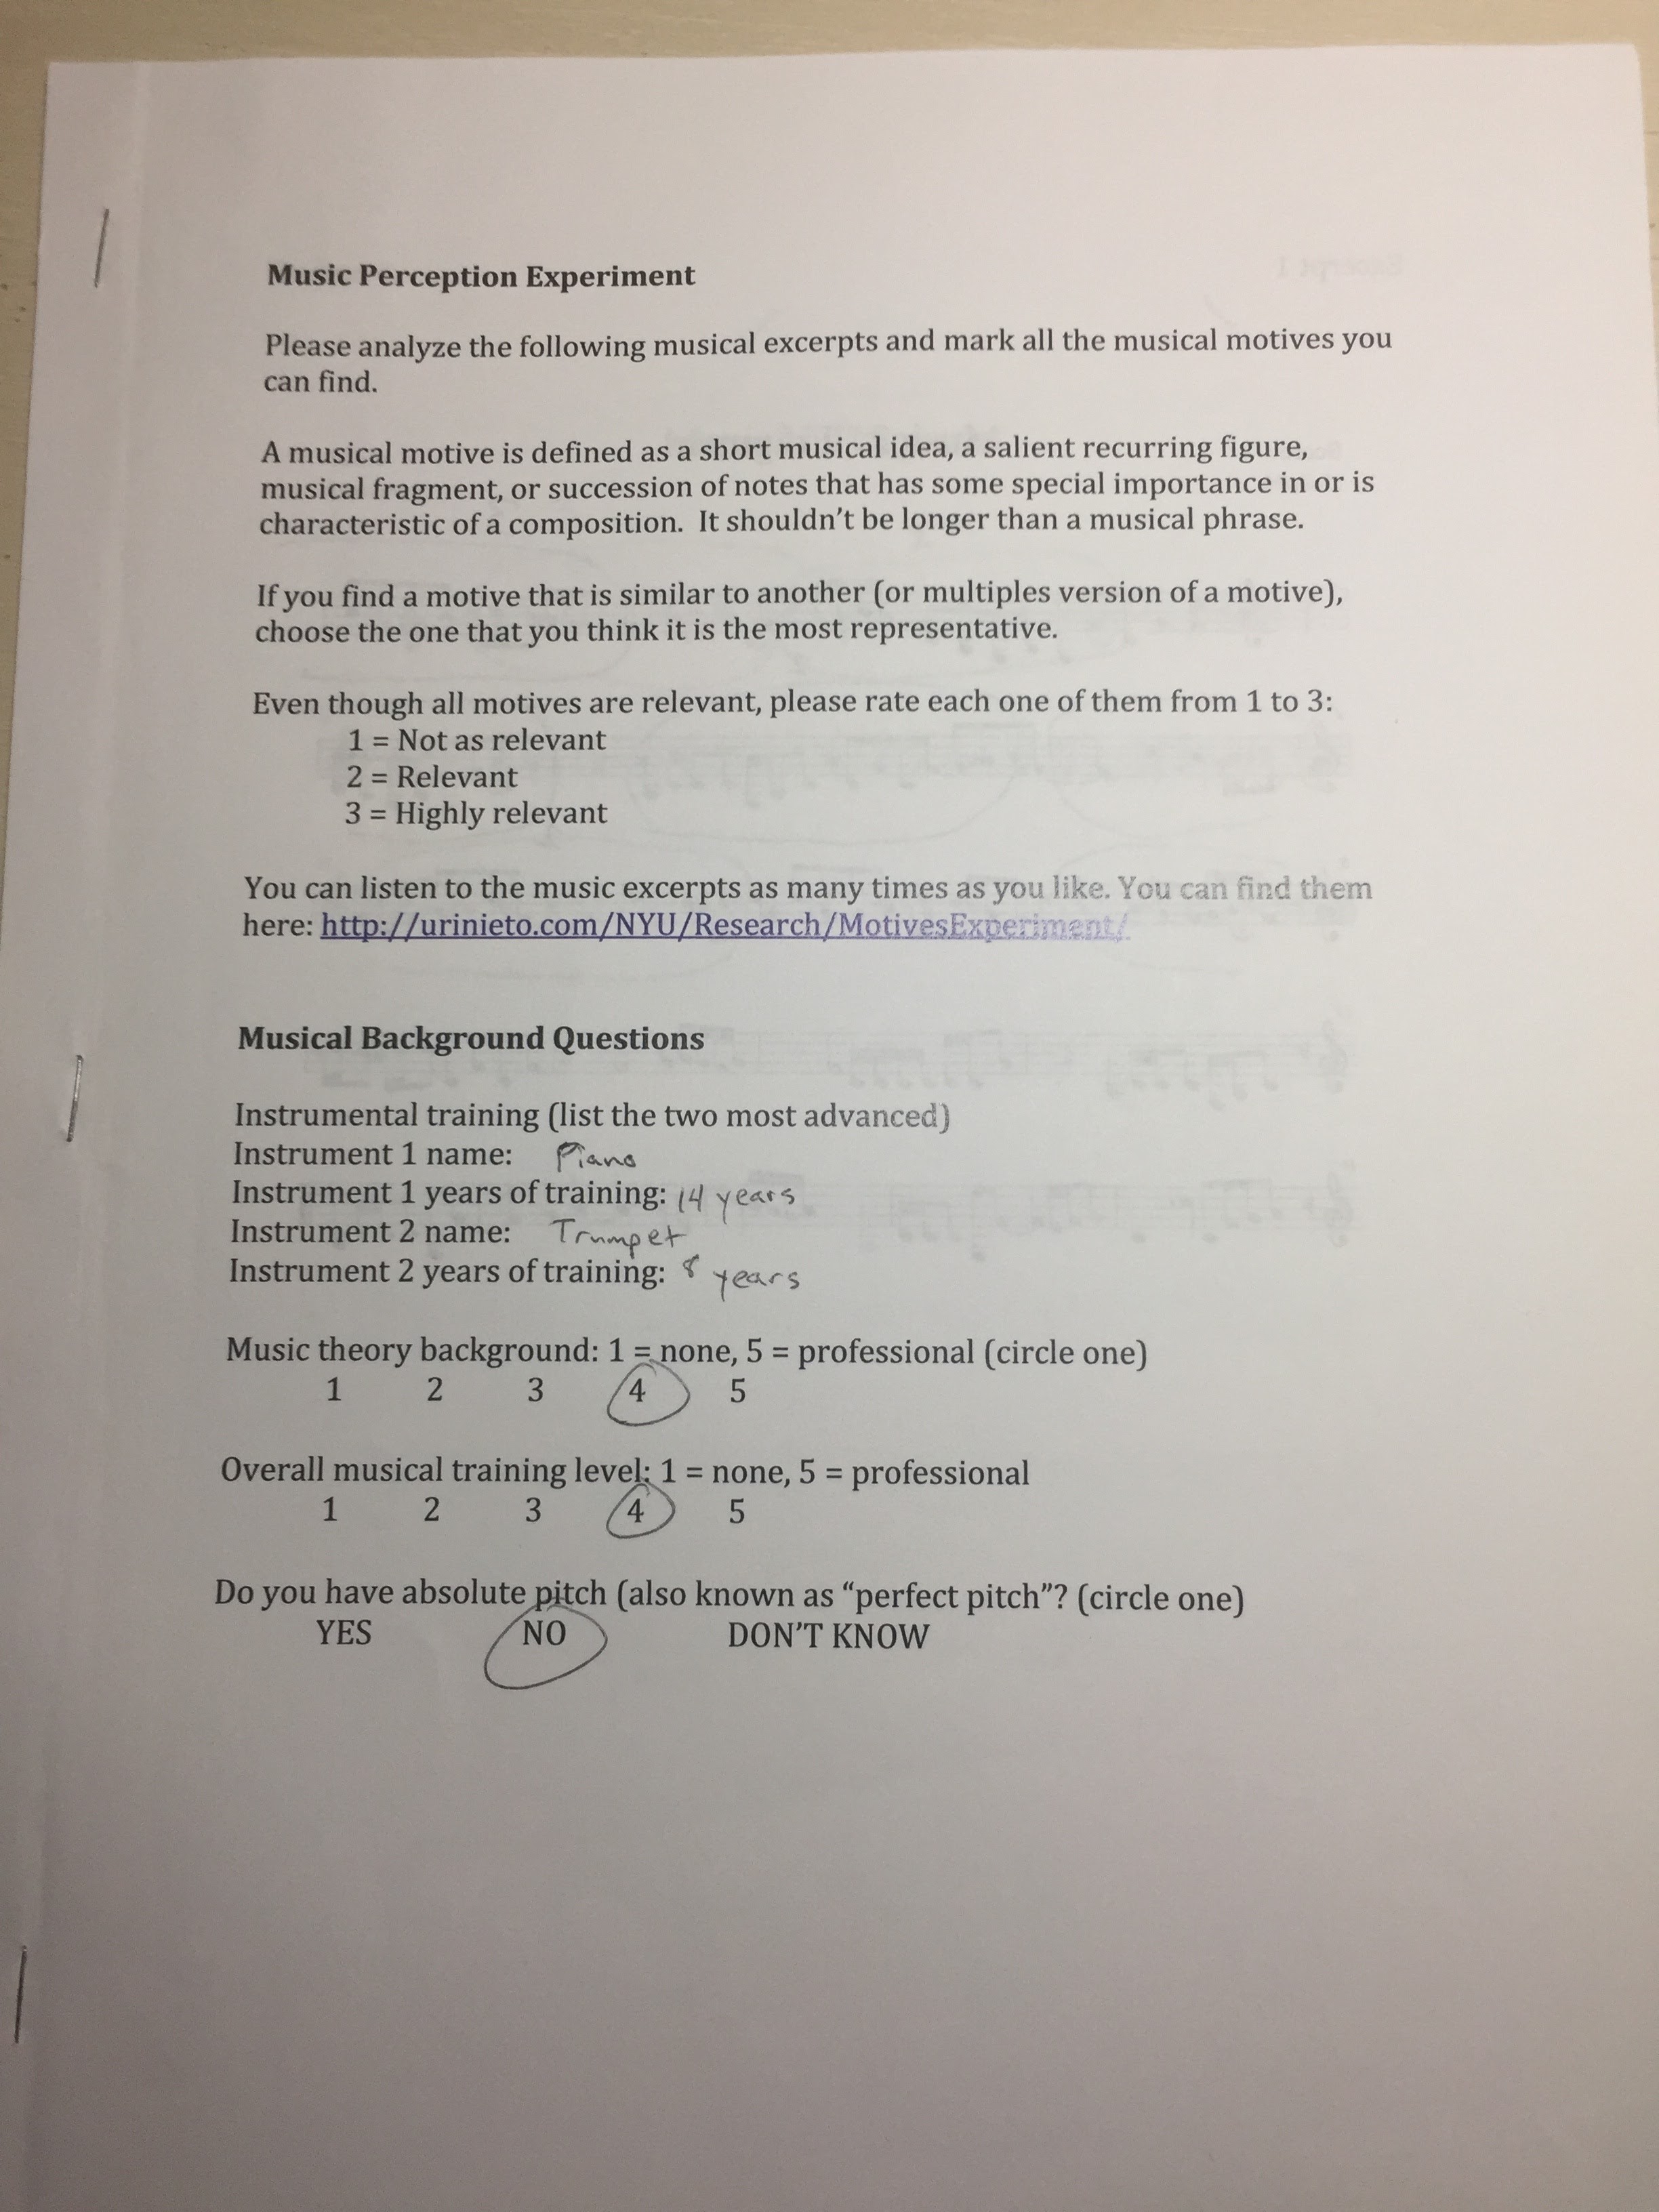 Music Perception Experiment
Please analyze the following musical excerpts and mark all the musical motives you
can find.
A musical motive is defined as a short musical idea, a salient recurring figure,
musical fragment, or succession of notes that has some special importance in or is
characteristic of a composition.  It shouldn't be longer than a musical phrase.
If you find a motive that is similar to another (or multiples version of a motive),
choose the one that you think it is the most representative.
Even though all motives are relevant, please rate each one of them from 1 to 3:
1 = Not as relevant
2 = Relevant
3 = Highly relevant
You can listen to the music excerpts as many times as you like. You can find them
here: http://urinieto.com/NYU/Research/MotivesExperiment/
Musical Background Questions
Instrumental training (list the two most advanced)
Instrument 1 name: Piano
Instrument 1 years of training: 14 years
Instrument 2 name: Trumpet
Instrument 2 years of training: 8 years
Music theory background: 1 = none, 5 = professional (circle one)
1 2 3 4 5
Overall musical training level: 1 = none, 5 = professional
1 2 3 4 5
Do you have absolute pitch (also known as “perfect pitch”? (circle one)
YES NO DON'T KNOW